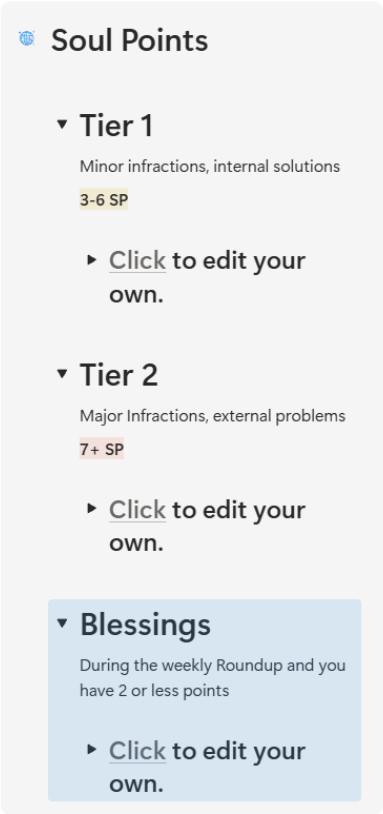 Soul Points
Tier 1
Minor infractions, internal solutions
3-6 SP
Click to edit your
own.
Tier 2
Major Infractions, external problems
7+ SP
Click to edit your
own.
Blessings
During the weekly Roundup and you
have 2 or less points
Click to edit your
own.